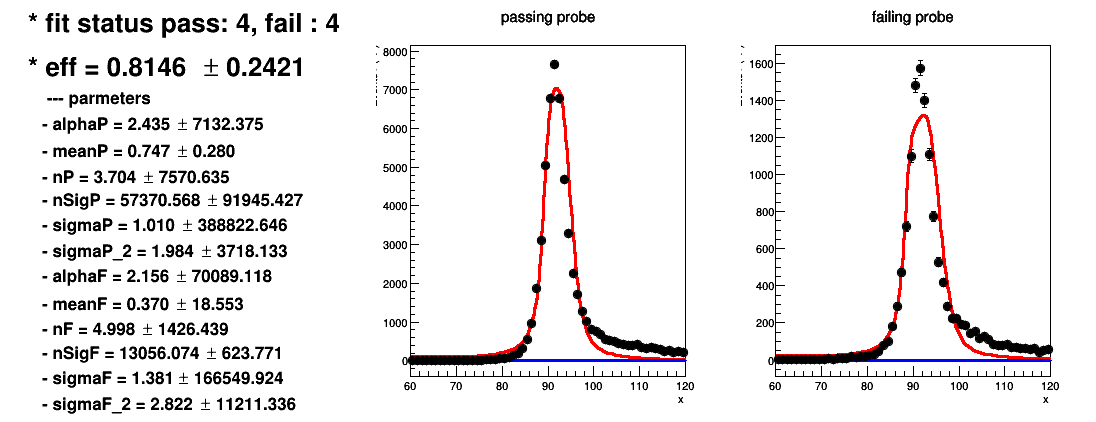 * fit status pass: 4, fail : 4
* eff = 0.8146 ± 0.2421
--- parmeters
- alphaP = 2.435 ± 7132.375
- meanP = 0.747 ± 0.280
- nP = 3.704 ± 7570.635
- nSigP = 57370.568 ± 91945.427
- sigmaP = 1.010 ± 388822.646
- sigmaP_2 = 1.984 ± 3718.133
- alphaF = 2.156 ± 70089.118
- meanF = 0.370 ± 18.553
- nF = 4.998 ± 1426.439
- nSigF = 13056.074 ± 623.771
- sigmaF = 1.381 ± 166549.924
- sigmaF_2 = 2.822 ± 11211.336
passing probe
8000
7000
6000
5000
4000
3000
2000
1000
0
60 70 80 90 100 110 120
x
failing probe
1600
1400
1200
1000
800
600
400
200
0
60 70 80 90 100 110 120
x